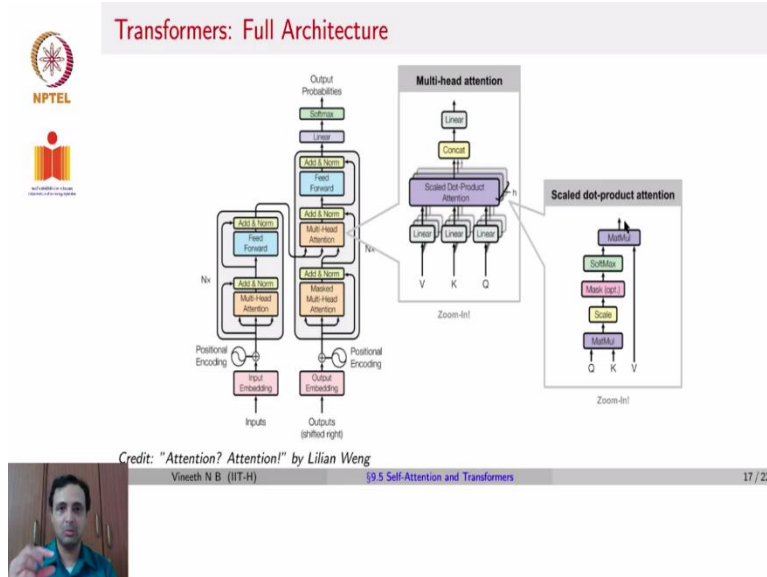 Transformers: Full Architecture
NPTEL
Output
Probabilities
Softmax
Linear
Add & Norm
Feed
Forward
Add & Norm
Multi-Head
Attention
Add & Norm
Masked
Multi-Head
Attention
Nx
Positional
Encoding
Output
Embedding
Outputs
(shifted right)
Add & Norm
Feed
Forward
Nx
Add & Norm
Multi-Head
Attention
Positional
Encoding
Input
Embedding
Inputs
Multi-head attention
Linear
Concat
Scaled Dot-Product
Attention
h
Linear Linear Linear
V K Q
Zoom-In!
Scaled dot-product attention
MatMul
SoftMax
Mask (opt.)
Scale
MatMul
Q K V
Zoom-In!
Credit: "Attention? Attention!" by Lilian Weng
Vineeth N B (IIT-H) §9.5 Self-Attention and Transformers 17 / 22